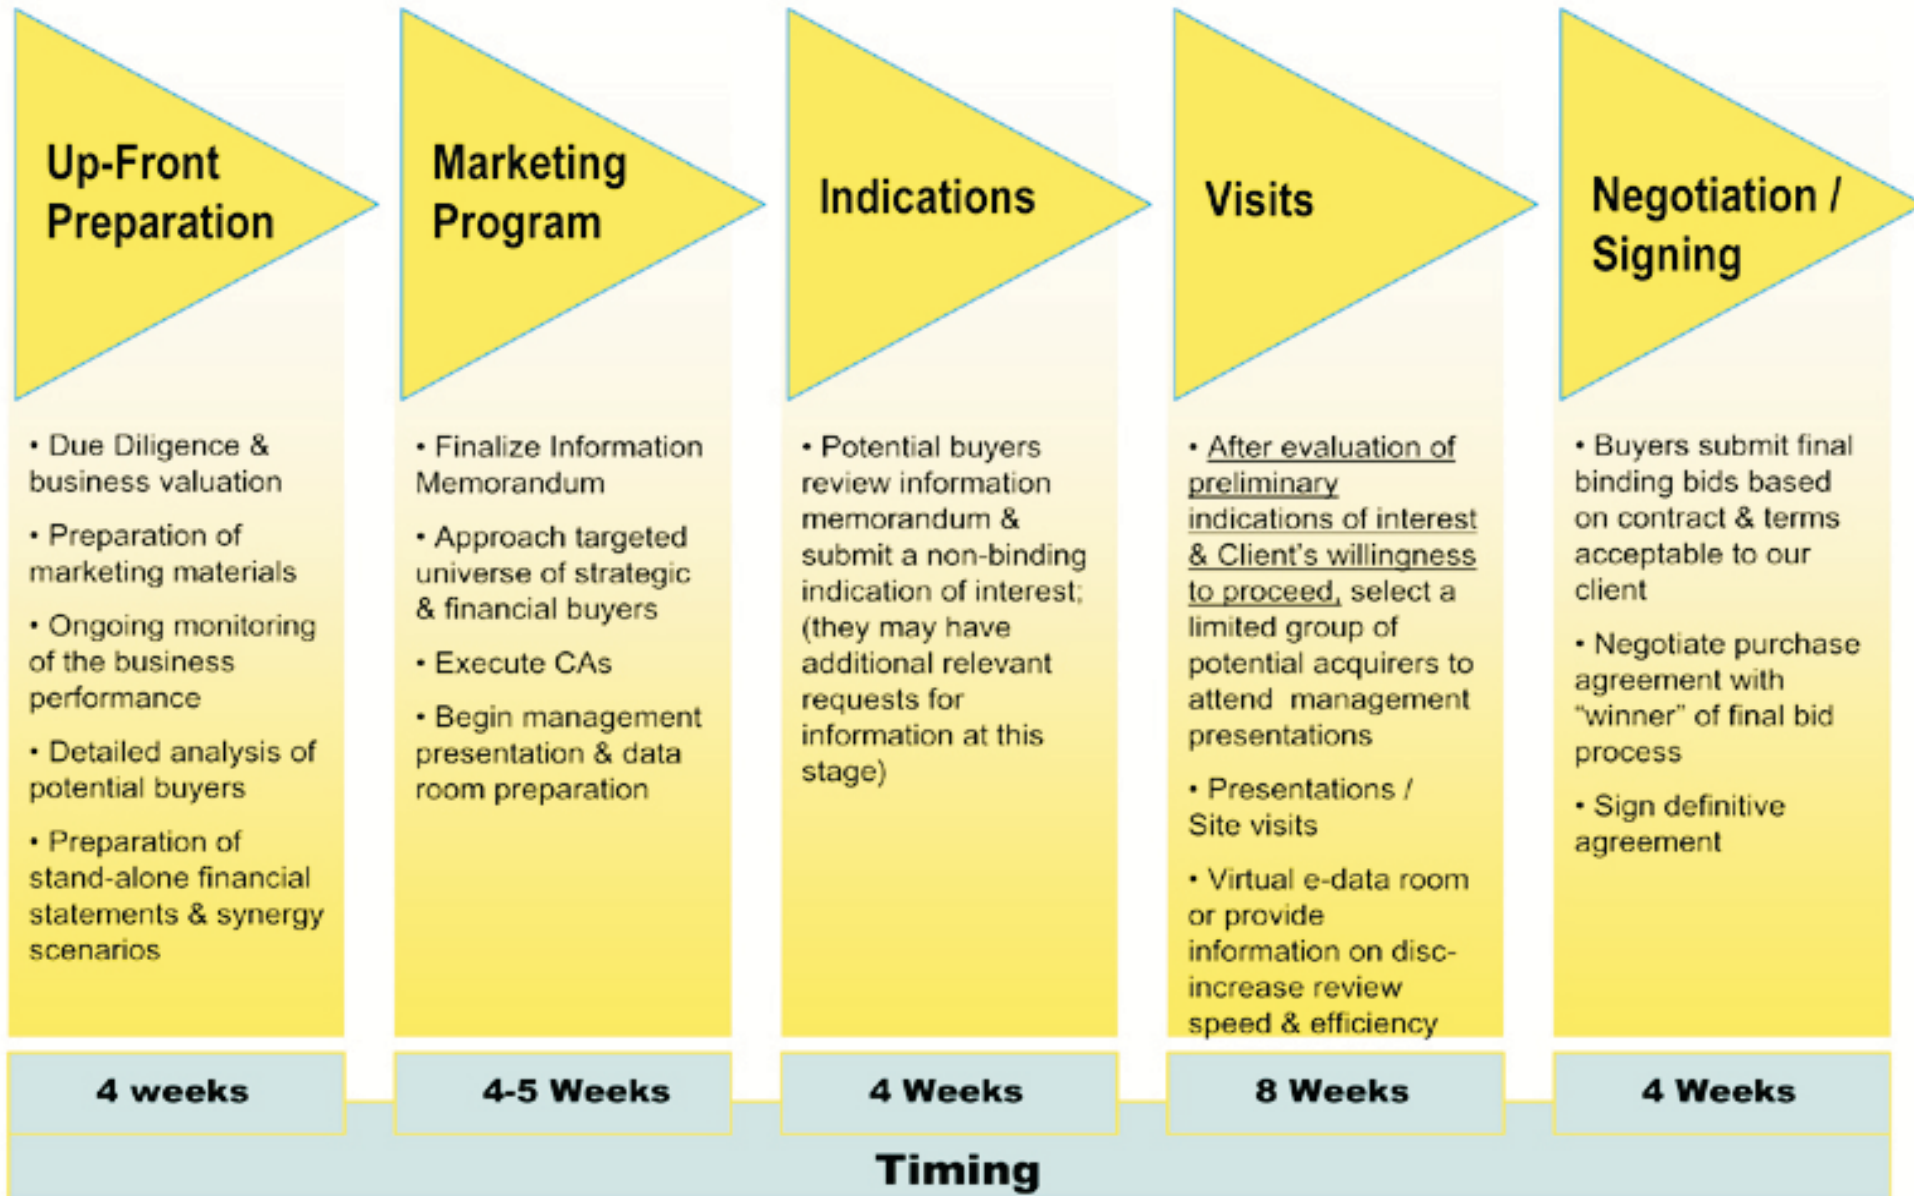 Up-Front
Preparation
Marketing
Program
Indications
Visits
Negotiation /
Signing
• Due Diligence &
business valuation
• Preparation of
marketing materials
• Ongoing monitoring
of the business
performance
• Detailed analysis of
potential buyers
• Preparation of
stand-alone financial
statements & synergy
scenarios
• Finalize Information
Memorandum
• Approach targeted
universe of strategic
& financial buyers
• Execute CAs
• Begin management
presentation & data
room preparation
• Potential buyers
review information
memorandum &
submit a non-binding
indication of interest;
(they may have
additional relevant
requests for
information at this
stage)
• After evaluation of
preliminary
indications of interest
& Client’s willingness
to proceed, select a
limited group of
potential acquirers to
attend management
presentations
• Presentations /
Site visits
• Virtual e-data room
or provide
information on disc-
increase review
speed & efficiency
• Buyers submit final
binding bids based
on contract & terms
acceptable to our
client
• Negotiate purchase
agreement with
“winner” of final bid
process
• Sign definitive
agreement
4 weeks
4-5 Weeks
4 Weeks
8 Weeks
4 Weeks
Timing